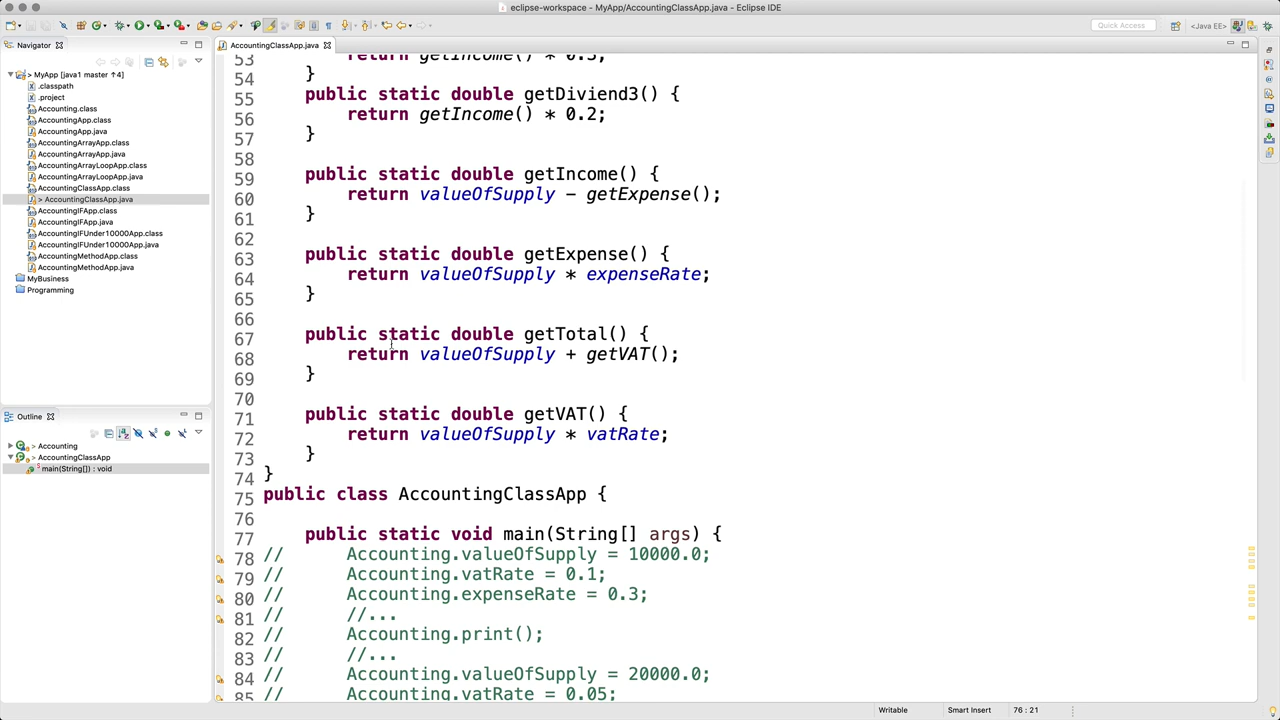 eclipse-workspace - MyApp/AccountingClassApp.java - Eclipse IDE
Quick Access
<Java EE>
Navigator
> MyApp [java1 master ↑4]
.classpath
.project
Accounting.class
AccountingApp.class
AccountingApp.java
AccountingArrayApp.class
AccountingArrayApp.java
AccountingArrayLoopApp.class
AccountingArrayLoopApp.java
AccountingClassApp.class
> AccountingClassApp.java
AccountingIFApp.class
AccountingIFApp.java
AccountingIFUnder10000App.class
AccountingIFUnder10000App.java
AccountingMethodApp.class
AccountingMethodApp.java
MyBusiness
Programming
Outline
> Accounting
> AccountingClassApp
main(String[]) : void
AccountingClassApp.java
53 return getIncome() * 0.3;
54 }
55 public static double getDiviend3() {
56 return getIncome() * 0.2;
57 }
58
59 public static double getIncome() {
60 return valueOfSupply - getExpense();
61 }
62
63 public static double getExpense() {
64 return valueOfSupply * expenseRate;
65 }
66
67 public static double getTotal() {
68 return valueOfSupply + getVAT();
69 }
70
71 public static double getVAT() {
72 return valueOfSupply * vatRate;
73 }
74 }
75 public class AccountingClassApp {
76
77 public static void main(String[] args) {
78 // Accounting.valueOfSupply = 10000.0;
79 // Accounting.vatRate = 0.1;
80 // Accounting.expenseRate = 0.3;
81 // //...
82 // Accounting.print();
83 // //...
84 // Accounting.valueOfSupply = 20000.0;
85 // Accounting.vatRate = 0.05;
Writable
Smart Insert
76 : 21